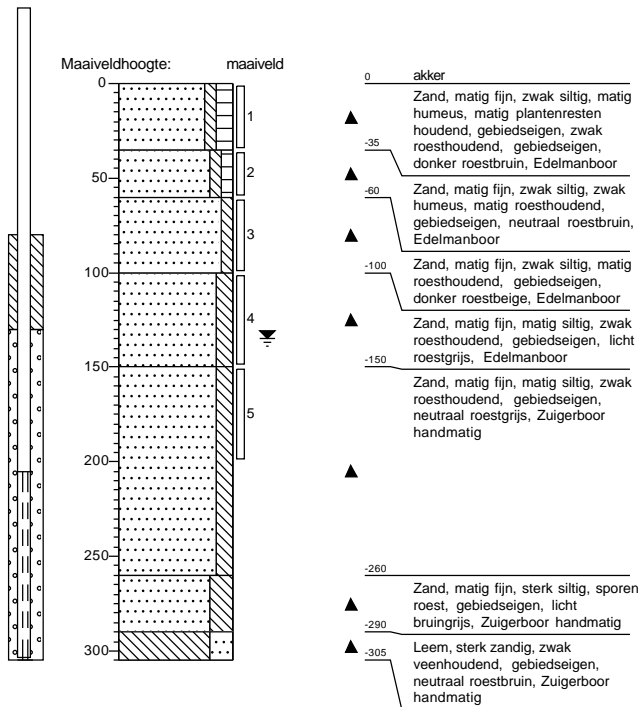 Maaiveldhoogte: maaiveld
0
50
100
150
200
250
300
1
2
3
4
5
0 akker
Zand, matig fijn, zwak siltig, matig
humeus, matig plantenresten
houdend, gebiedseigen, zwak
roesthoudend, gebiedseigen,
donker roestbruin, Edelmanboor
-35
Zand, matig fijn, zwak siltig, zwak
humeus, matig roesthoudend,
gebiedseigen, neutraal roestbruin,
Edelmanboor
-60
Zand, matig fijn, zwak siltig, matig
roesthoudend, gebiedseigen,
donker roestbeige, Edelmanboor
-100
Zand, matig fijn, matig siltig, zwak
roesthoudend, gebiedseigen, licht
roestgrijs, Edelmanboor
-150
Zand, matig fijn, matig siltig, zwak
roesthoudend, gebiedseigen,
neutraal roestgrijs, Zuigerboor
handmatig
-260
Zand, matig fijn, sterk siltig, sporen
roest, gebiedseigen, licht
bruingrijs, Zuigerboor handmatig
-290
Leem, sterk zandig, zwak
veenhoudend, gebiedseigen,
neutraal roestbruin, Zuigerboor
handmatig
-305